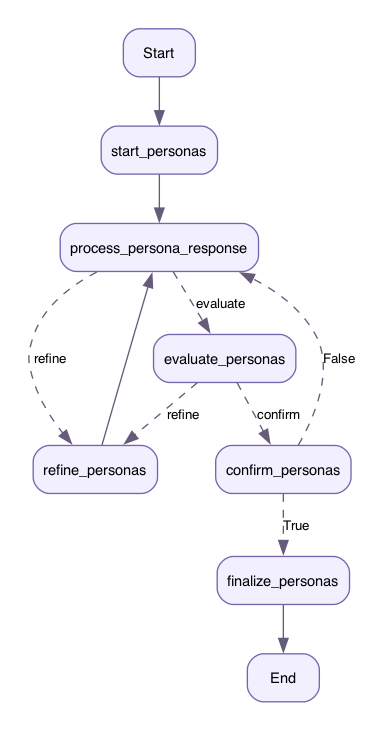 Start
start_personas
process_persona_response
evaluate
evaluate_personas
refine
False
refine
confirm
refine_personas
confirm_personas
True
finalize_personas
End